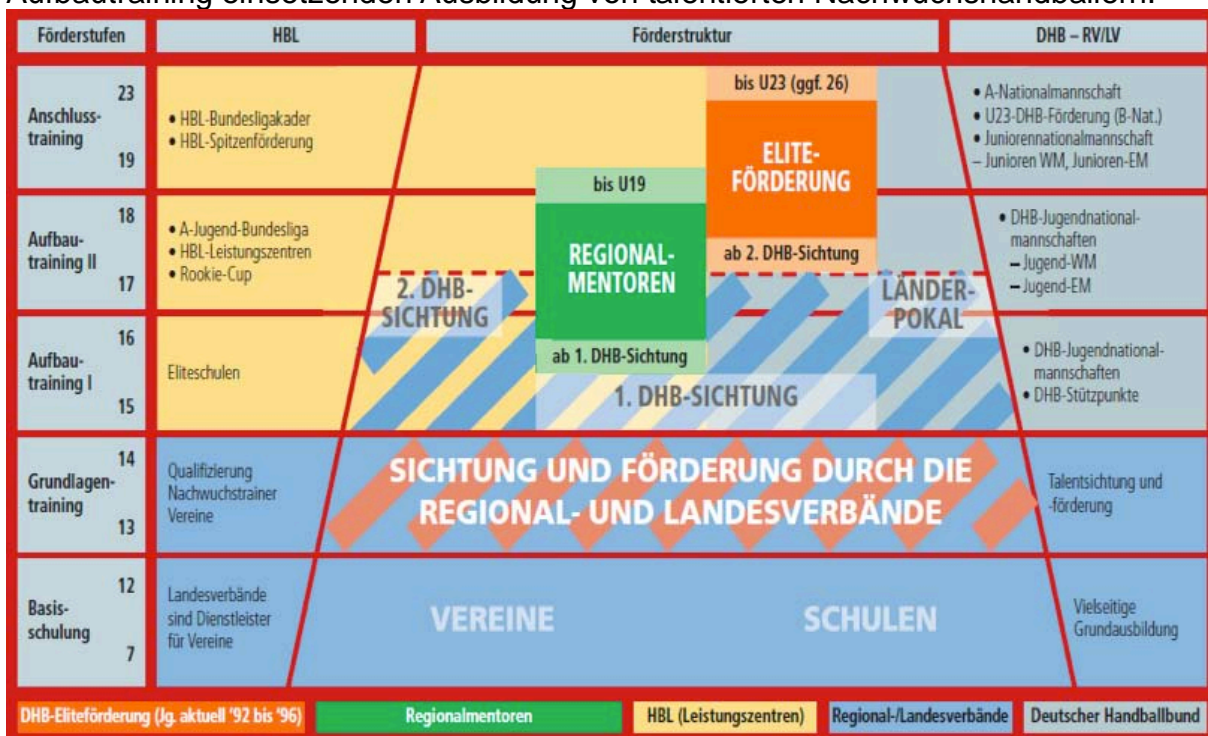 Aufbautraining einsetzenden Ausbildung von talentierten Nachwuchshandballern.
Förderstufen
HBL
Förderstruktur
DHB – RV/LV
23
Anschluss-
training
19
• HBL-Bundesligakader
• HBL-Spitzenförderung
bis U23 (ggf. 26)
ELITE-
FÖRDERUNG
ab 2. DHB-Sichtung
• A-Nationalmannschaft
• U23-DHB-Förderung (B-Nat.)
• Juniorennationalmannschaft
– Junioren WM, Junioren-EM
18
Aufbau-
training II
17
• A-Jugend-Bundesliga
• HBL-Leistungszentren
• Rookie-Cup
bis U19
REGIONAL-
MENTOREN
ab 1. DHB-Sichtung
2. DHB-
SICHTUNG
LÄNDER-
POKAL
• DHB-Jugendnational-
mannschaften
– Jugend-WM
– Jugend-EM
16
Aufbau-
training I
15
Eliteschulen
1. DHB-SICHTUNG
• DHB-Jugendnational-
mannschaften
• DHB-Stützpunkte
14
Grundlagen-
training
13
Qualifizierung
Nachwuchstrainer
Vereine
SICHTUNG UND FÖRDERUNG DURCH DIE
REGIONAL- UND LANDESVERBÄNDE
Talentsichtung und
-förderung
12
Basis-
schulung
7
Landesverbände
sind Dienstleister
für Vereine
VEREINE
SCHULEN
Vielseitige
Grundausbildung
DHB-Eliteförderung (Jg. aktuell '92 bis '96)
Regionalmentoren
HBL (Leistungszentren)
Regional-/Landesverbände
Deutscher Handballbund